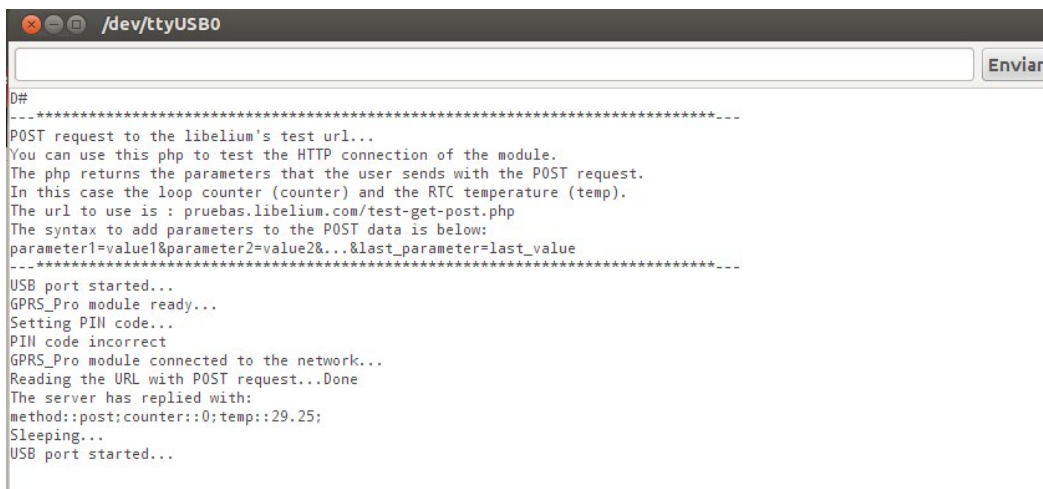 /dev/ttyUSB0
Enviar
D#
---******************************************************************************---
POST request to the libelium's test url...
You can use this php to test the HTTP connection of the module.
The php returns the parameters that the user sends with the POST request.
In this case the loop counter (counter) and the RTC temperature (temp).
The url to use is : pruebas.libelium.com/test-get-post.php
The syntax to add parameters to the POST data is below:
parameter1=value1&parameter2=value2&...&last_parameter=last_value
---******************************************************************************---
USB port started...
GPRS_Pro module ready...
Setting PIN code...
PIN code incorrect
GPRS_Pro module connected to the network...
Reading the URL with POST request...Done
The server has replied with:
method::post;counter::0;temp::29.25;
Sleeping...
USB port started...